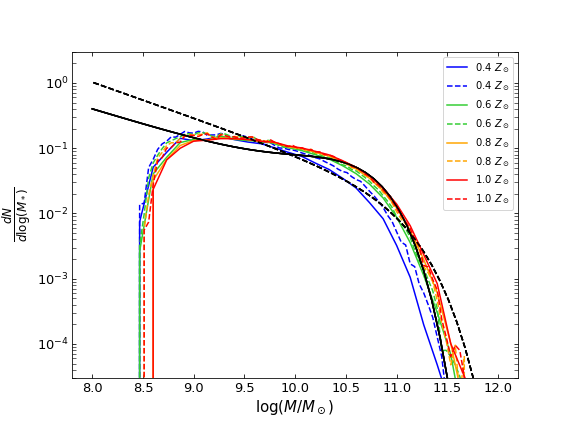 10⁰
10⁻¹
10⁻²
10⁻³
10⁻⁴
dN
dlog(M*)
0.4 Z⊙
0.4 Z⊙
0.6 Z⊙
0.6 Z⊙
0.8 Z⊙
0.8 Z⊙
1.0 Z⊙
1.0 Z⊙
8.0 8.5 9.0 9.5 10.0 10.5 11.0 11.5 12.0
log(M/M⊙)